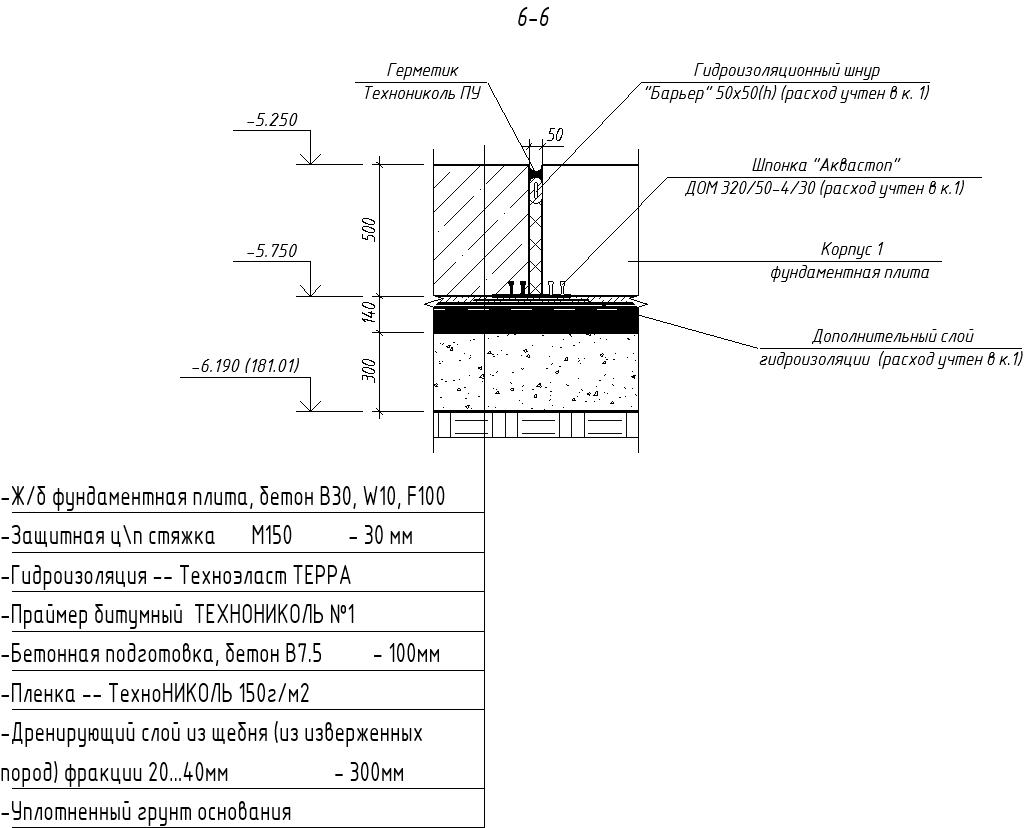 6-6
Герметик
Технониколь ПУ
Гидроизоляционный шнур
"Барьер" 50х50(h) (расход учтен в к. 1)
-5.250
50
Шпонка "Аквастоп"
ДОМ 320/50-4/30 (расход учтен в к.1)
500
-5.750
Корпус 1
фундаментная плита
140
Дополнительный слой
гидроизоляции (расход учтен в к.1)
-6.190 (181.01)
300
-Ж/б фундаментная плита, бетон В30, W10, F100
-Защитная ц\п стяжка М150 - 30 мм
-Гидроизоляция -- Техноэласт ТЕРРА
-Праймер битумный ТЕХНОНИКОЛЬ №1
-Бетонная подготовка, бетон В7.5 - 100мм
-Пленка -- ТехноНИКОЛЬ 150г/м2
-Дренирующий слой из щебня (из изверженных
пород) фракции 20...40мм - 300мм
-Уплотненный грунт основания